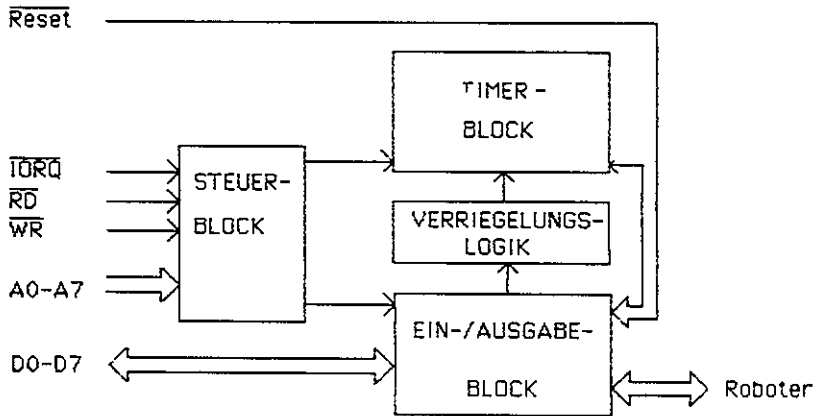 Reset
TIMER-
BLOCK
IORQ
RD
WR
A0-A7
D0-D7
STEUER-
BLOCK
VERRIEGELUNGS-
LOGIK
EIN-/AUSGABE-
BLOCK
Roboter